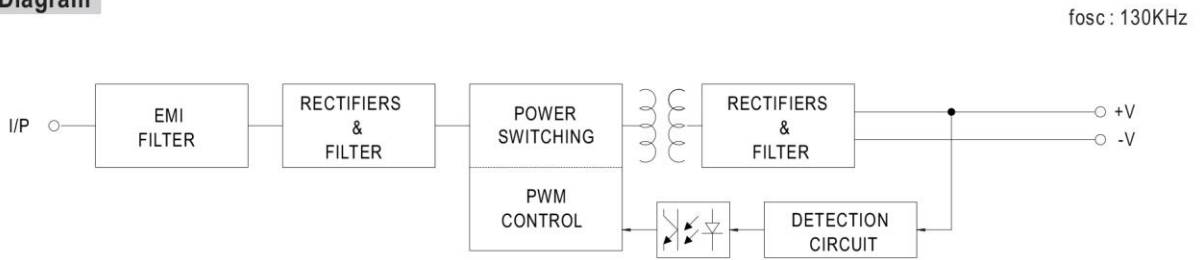 Diagram
fosc : 130KHz
I/P
EMI
FILTER
RECTIFIERS
&
FILTER
POWER
SWITCHING
PWM
CONTROL
RECTIFIERS
&
FILTER
+V
-V
DETECTION
CIRCUIT